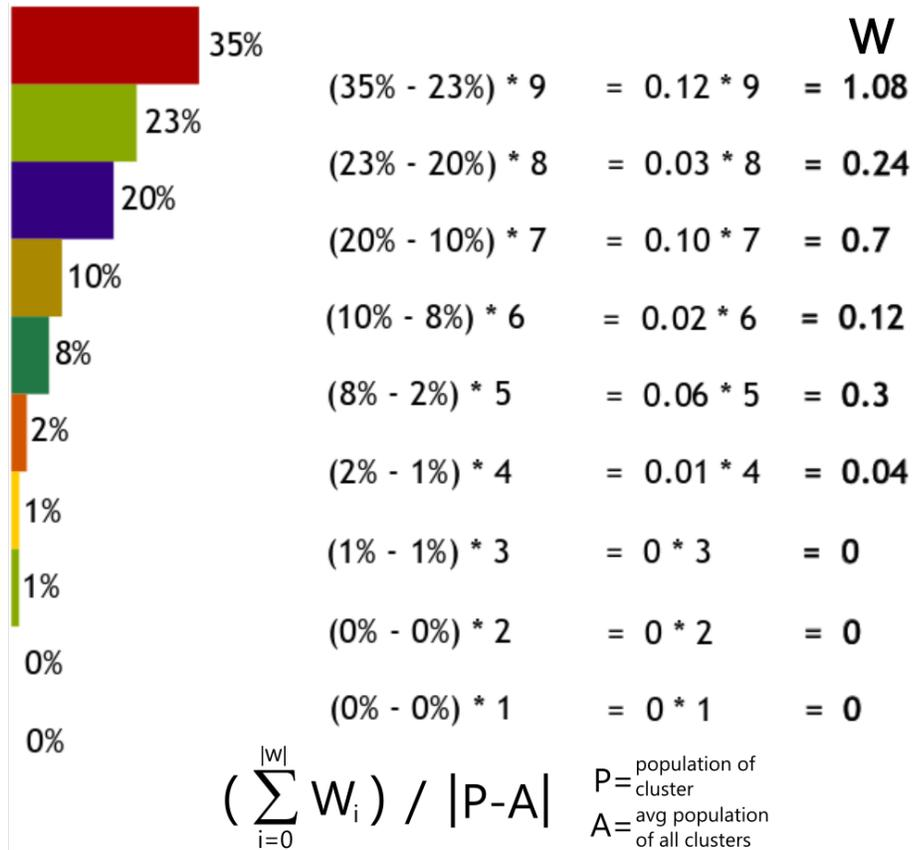 W
35%
(35% - 23%) * 9 = 0.12 * 9 = 1.08
23%
(23% - 20%) * 8 = 0.03 * 8 = 0.24
20%
(20% - 10%) * 7 = 0.10 * 7 = 0.7
10%
(10% - 8%) * 6 = 0.02 * 6 = 0.12
8%
(8% - 2%) * 5 = 0.06 * 5 = 0.3
2%
(2% - 1%) * 4 = 0.01 * 4 = 0.04
1%
(1% - 1%) * 3 = 0 * 3 = 0
1%
(0% - 0%) * 2 = 0 * 2 = 0
0%
(0% - 0%) * 1 = 0 * 1 = 0
0%
|w|
( ∑ Wᵢ ) / |P-A|
i=0
P= population of
cluster
A= avg population
of all clusters